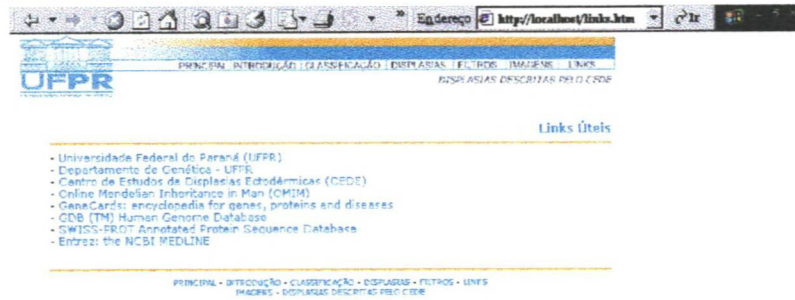 Endereço http://localhost/links.htm Ir
UFPR
PRINCIPAL INTRODUÇÃO CLASSIFICAÇÃO DISPLASIAS FILTROS IMAGENS LINKS
DISPLASIAS DESCRITAS PELO CEDE
Links Úteis
- Universidade Federal do Paraná (UFPR)
- Departamento de Genética - UFPR
- Centro de Estudos de Displasias Ectodérmicas (CEDE)
- Online Mendelian Inheritance in Man (OMIM)
- GeneCards: encyclopedia for genes, proteins and diseases
- GDB (TM) Human Genome Database
- SWISS-PROT Annotated Protein Sequence Database
- Entrez: the NCBI MEDLINE
PRINCIPAL - INTRODUÇÃO - CLASSIFICAÇÃO - DISPLASIAS - FILTROS - LINKS
IMAGENS - DISPLASIAS DESCRITAS PELO CEDE